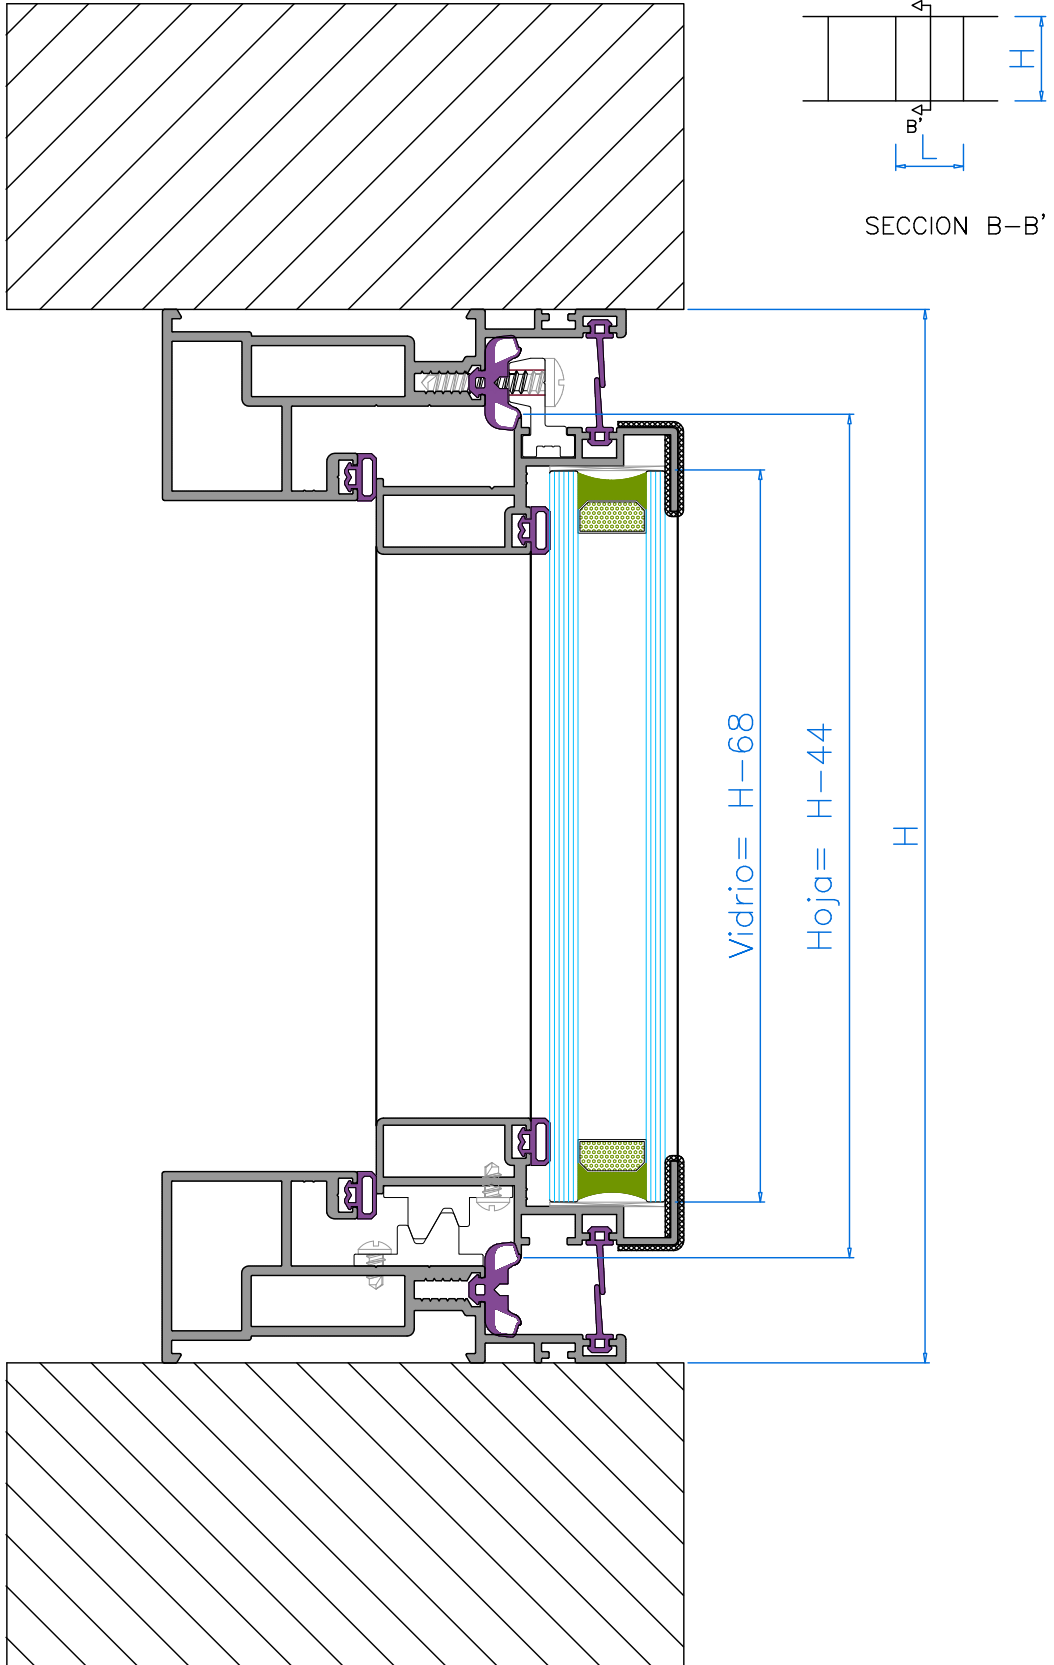 H
B'
L
SECCION B-B'
Vidrio= H-68
Hoja= H-44
H